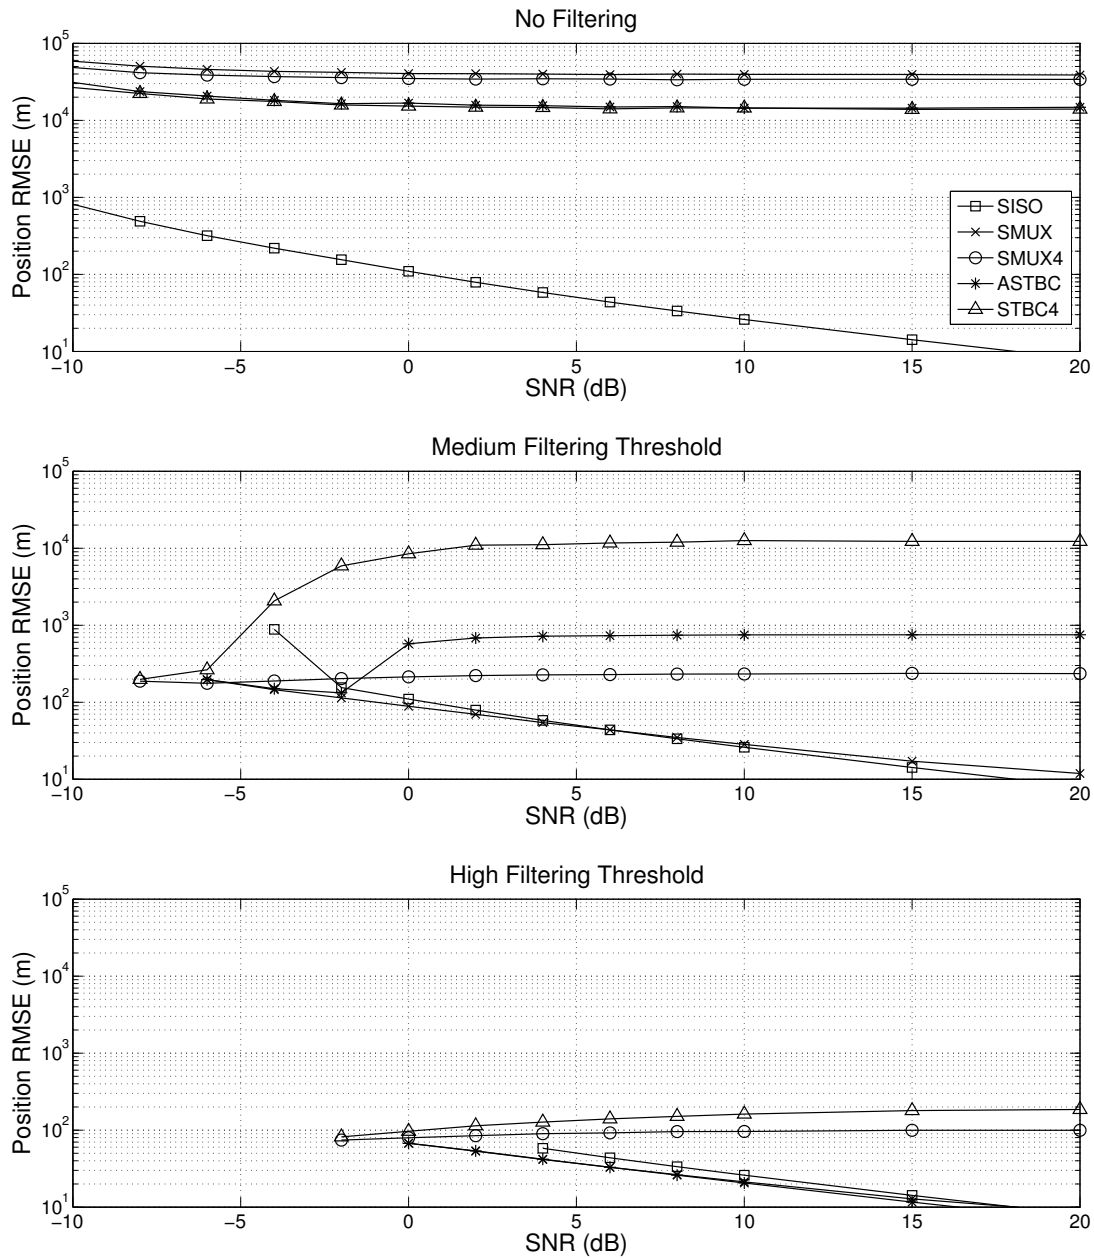 No Filtering
Position RMSE (m)
10^5
10^4
10^3
10^2
10^1
−10 −5 0 5 10 15 20
SNR (dB)
SISO
SMUX
SMUX4
ASTBC
STBC4
Medium Filtering Threshold
Position RMSE (m)
10^5
10^4
10^3
10^2
10^1
−10 −5 0 5 10 15 20
SNR (dB)
High Filtering Threshold
Position RMSE (m)
10^5
10^4
10^3
10^2
10^1
−10 −5 0 5 10 15 20
SNR (dB)